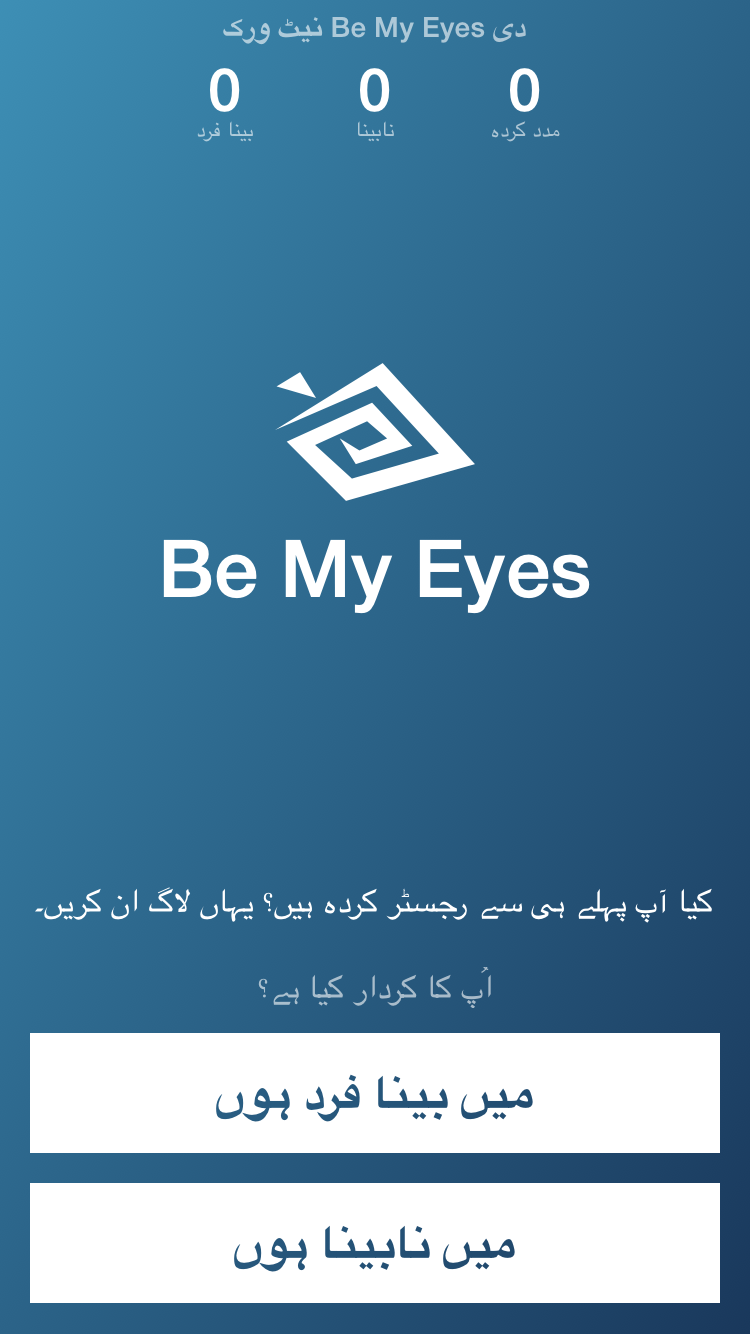 دی Be My Eyes نیٹ ورک
0 0 0
مدد کردہ نابینا بینا فرد
Be My Eyes
کیا آپ پہلے ہی سے رجسٹر کردہ ہیں؟ یہاں لاگ ان کریں۔
اُپ کا کردار کیا ہے؟
میں بینا فرد ہوں
میں نابینا ہوں